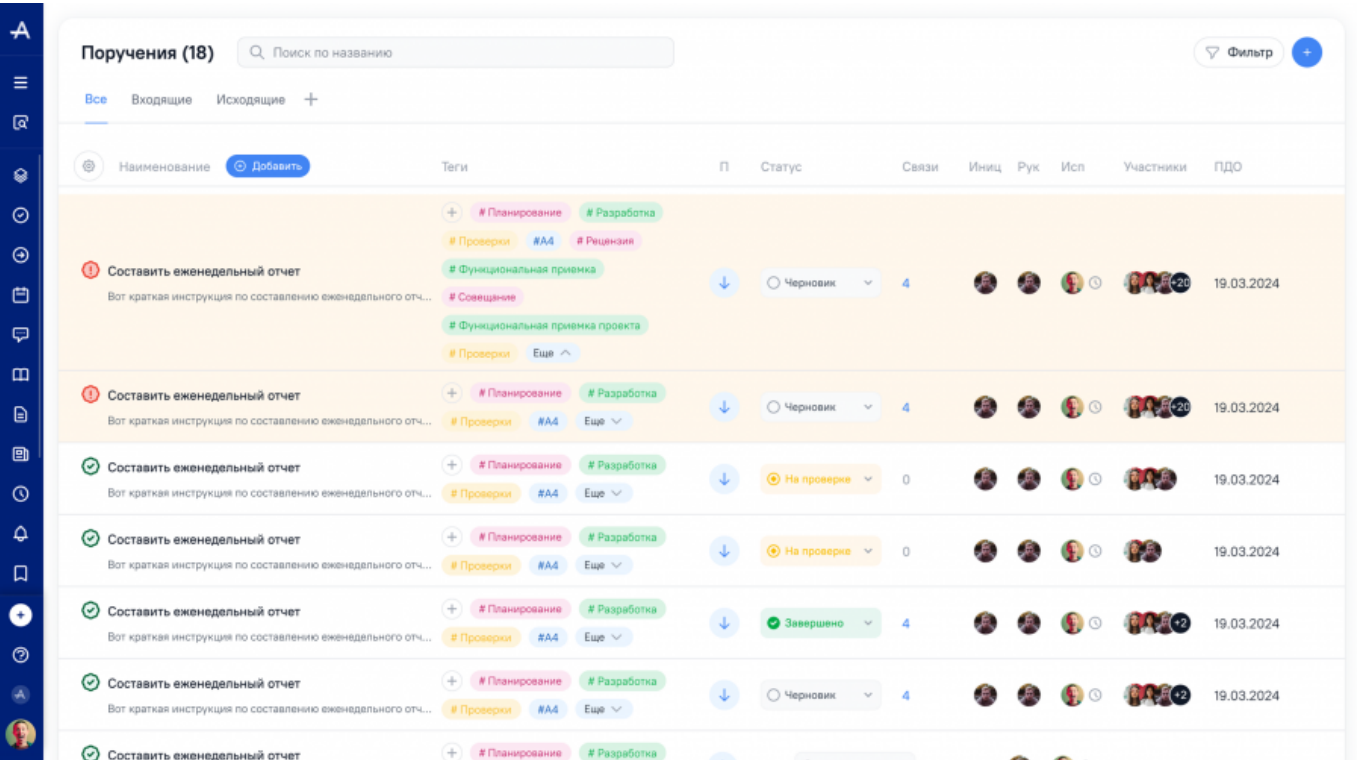 Поручения (18) Поиск по названию Фильтр
Все Входящие Исходящие
Наименование Добавить Теги П Статус Связи Иниц Рук Исп Участники ПДО
# Планирование # Разработка
# Проверки #А4 # Рецензия
Составить еженедельный отчет # Функциональная приемка Черновик 4 +20 19.03.2024
Вот краткая инструкция по составлению еженедельного отч... # Совещание
# Функциональная приемка проекта
# Проверки Еще
Составить еженедельный отчет # Планирование # Разработка Черновик 4 +20 19.03.2024
Вот краткая инструкция по составлению еженедельного отч... # Проверки #А4 Еще
Составить еженедельный отчет # Планирование # Разработка На проверке 0 19.03.2024
Вот краткая инструкция по составлению еженедельного отч... # Проверки #А4 Еще
Составить еженедельный отчет # Планирование # Разработка На проверке 0 19.03.2024
Вот краткая инструкция по составлению еженедельного отч... # Проверки #А4 Еще
Составить еженедельный отчет # Планирование # Разработка Завершено 4 +2 19.03.2024
Вот краткая инструкция по составлению еженедельного отч... # Проверки #А4 Еще
Составить еженедельный отчет # Планирование # Разработка Черновик 4 +2 19.03.2024
Вот краткая инструкция по составлению еженедельного отч... # Проверки #А4 Еще
Составить еженедельный отчет # Планирование # Разработка